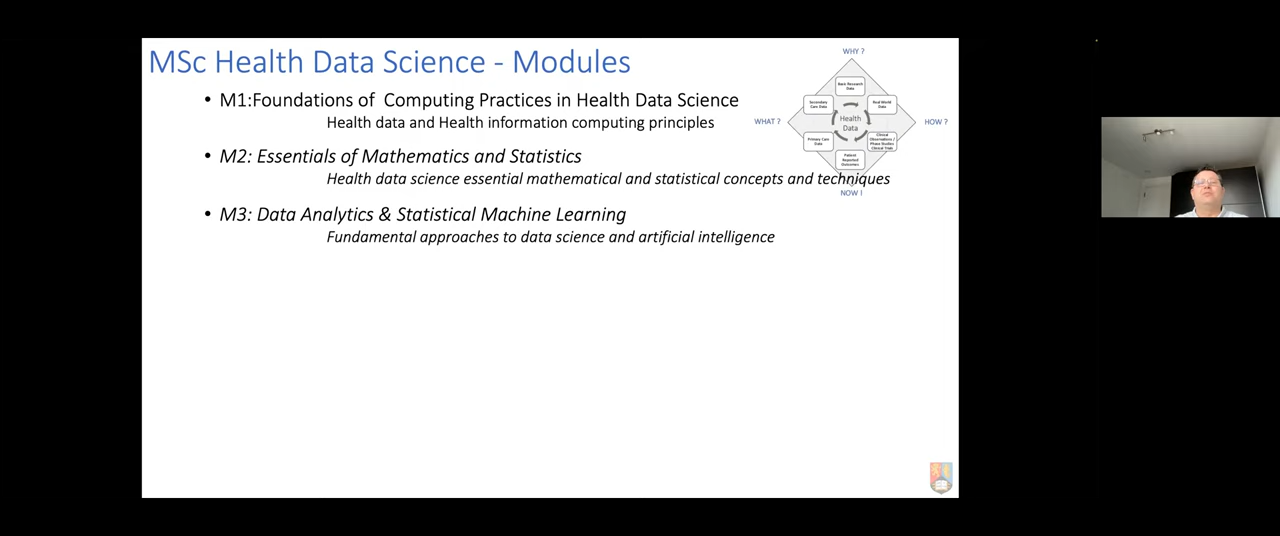 MSc Health Data Science - Modules
• M1:Foundations of Computing Practices in Health Data Science
Health data and Health information computing principles
• M2: Essentials of Mathematics and Statistics
Health data science essential mathematical and statistical concepts and techniques
• M3: Data Analytics & Statistical Machine Learning
Fundamental approaches to data science and artificial intelligence
WHY ?
Basic Research
Data
Secondary
Care Data
Real World
Data
WHAT ?
Health
Data
HOW ?
Primary Care
Data
Clinical
Observations /
Phase Studies
Clinical Trials
Patient
Reported
Outcomes
NOW !